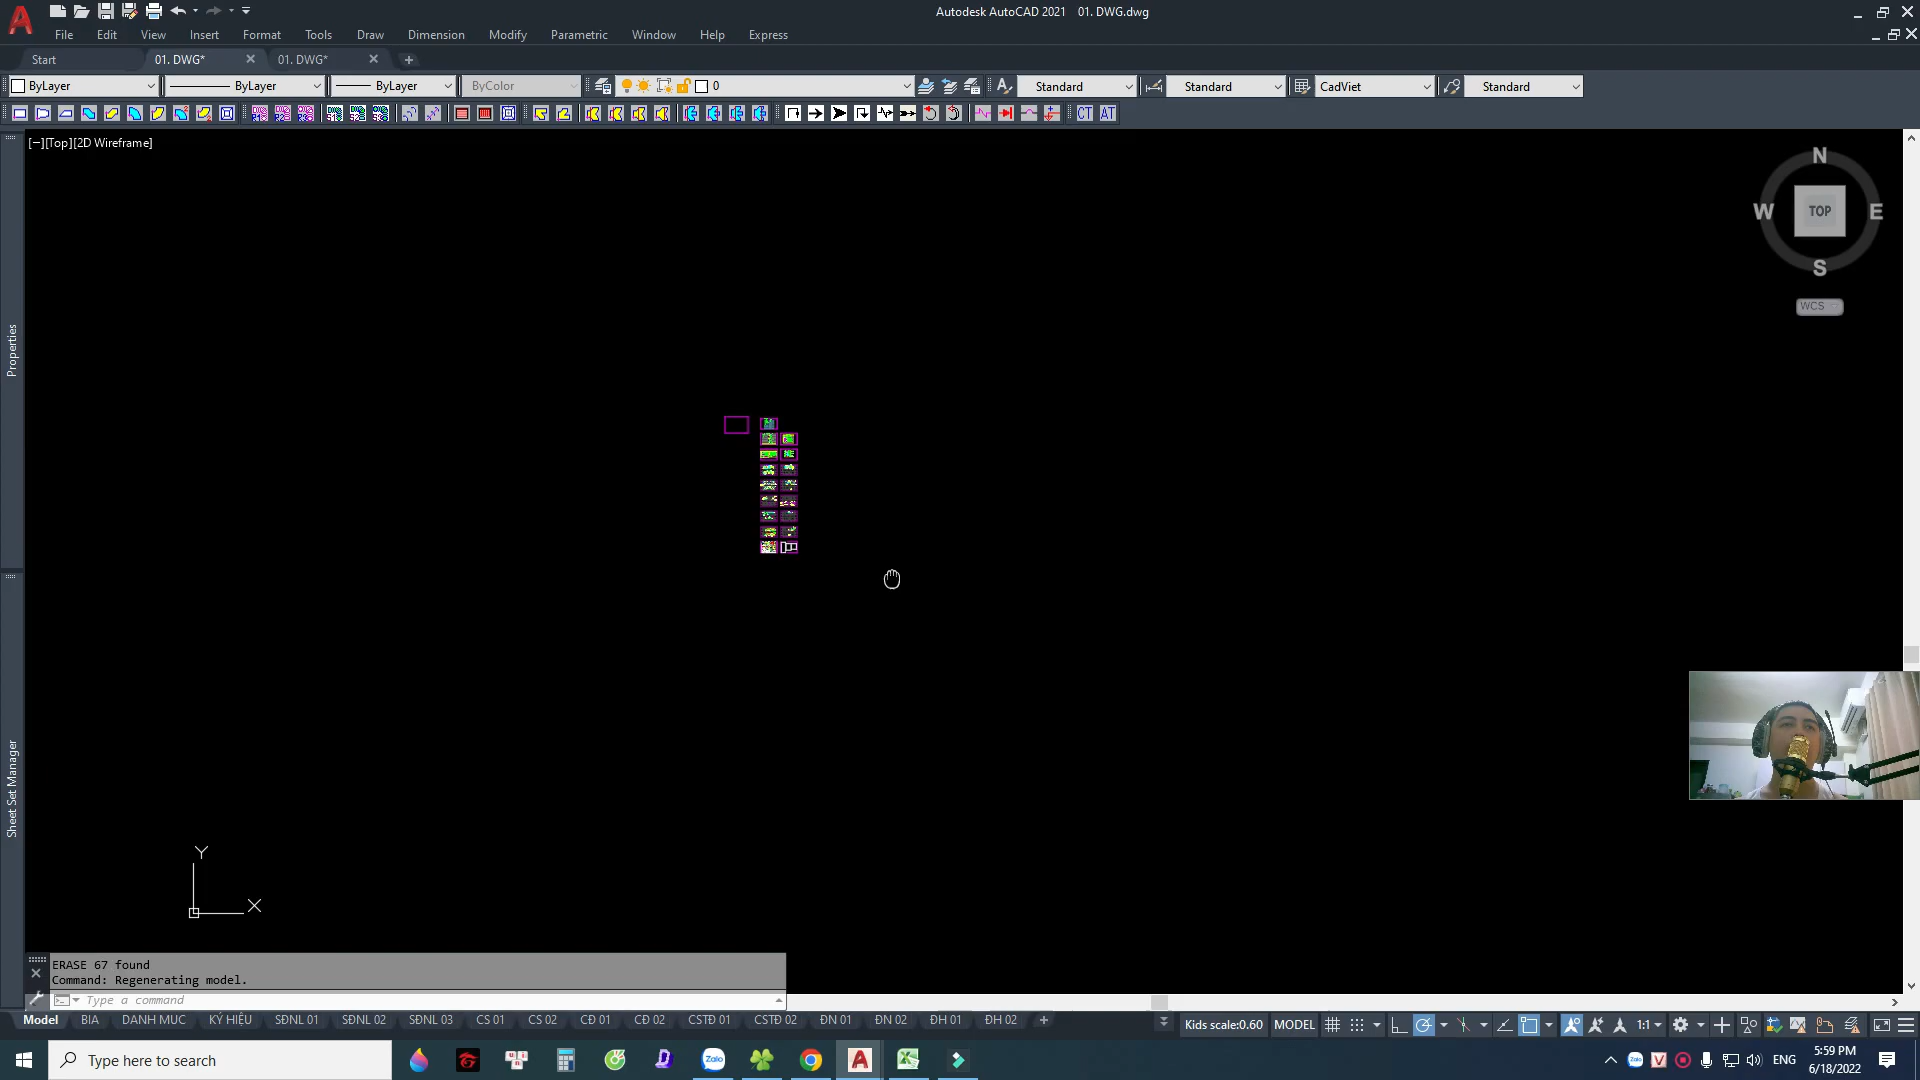 Autodesk AutoCAD 2021 01. DWG.dwg
File Edit View Insert Format Tools Draw Dimension Modify Parametric Window Help Express
Start 01. DWG* 01. DWG*
ByLayer ByLayer ByLayer ByColor 0 Standard Standard CadViet Standard
CT AT
[−][Top][2D Wireframe]
N
W TOP E
S
WCS
Properties
Sheet Set Manager
Y
X
ERASE 67 found
Command: Regenerating model.
Type a command
Model BIA DANH MUC KÝ HIỆU SĐNL 01 SĐNL 02 SĐNL 03 CS 01 CS 02 CĐ 01 CĐ 02 CSTĐ 01 CSTĐ 02 ĐN 01 ĐN 02 ĐH 01 ĐH 02
Kids scale:0.60 MODEL 1:1
Type here to search
Zalo
ENG
5:59 PM
6/18/2022